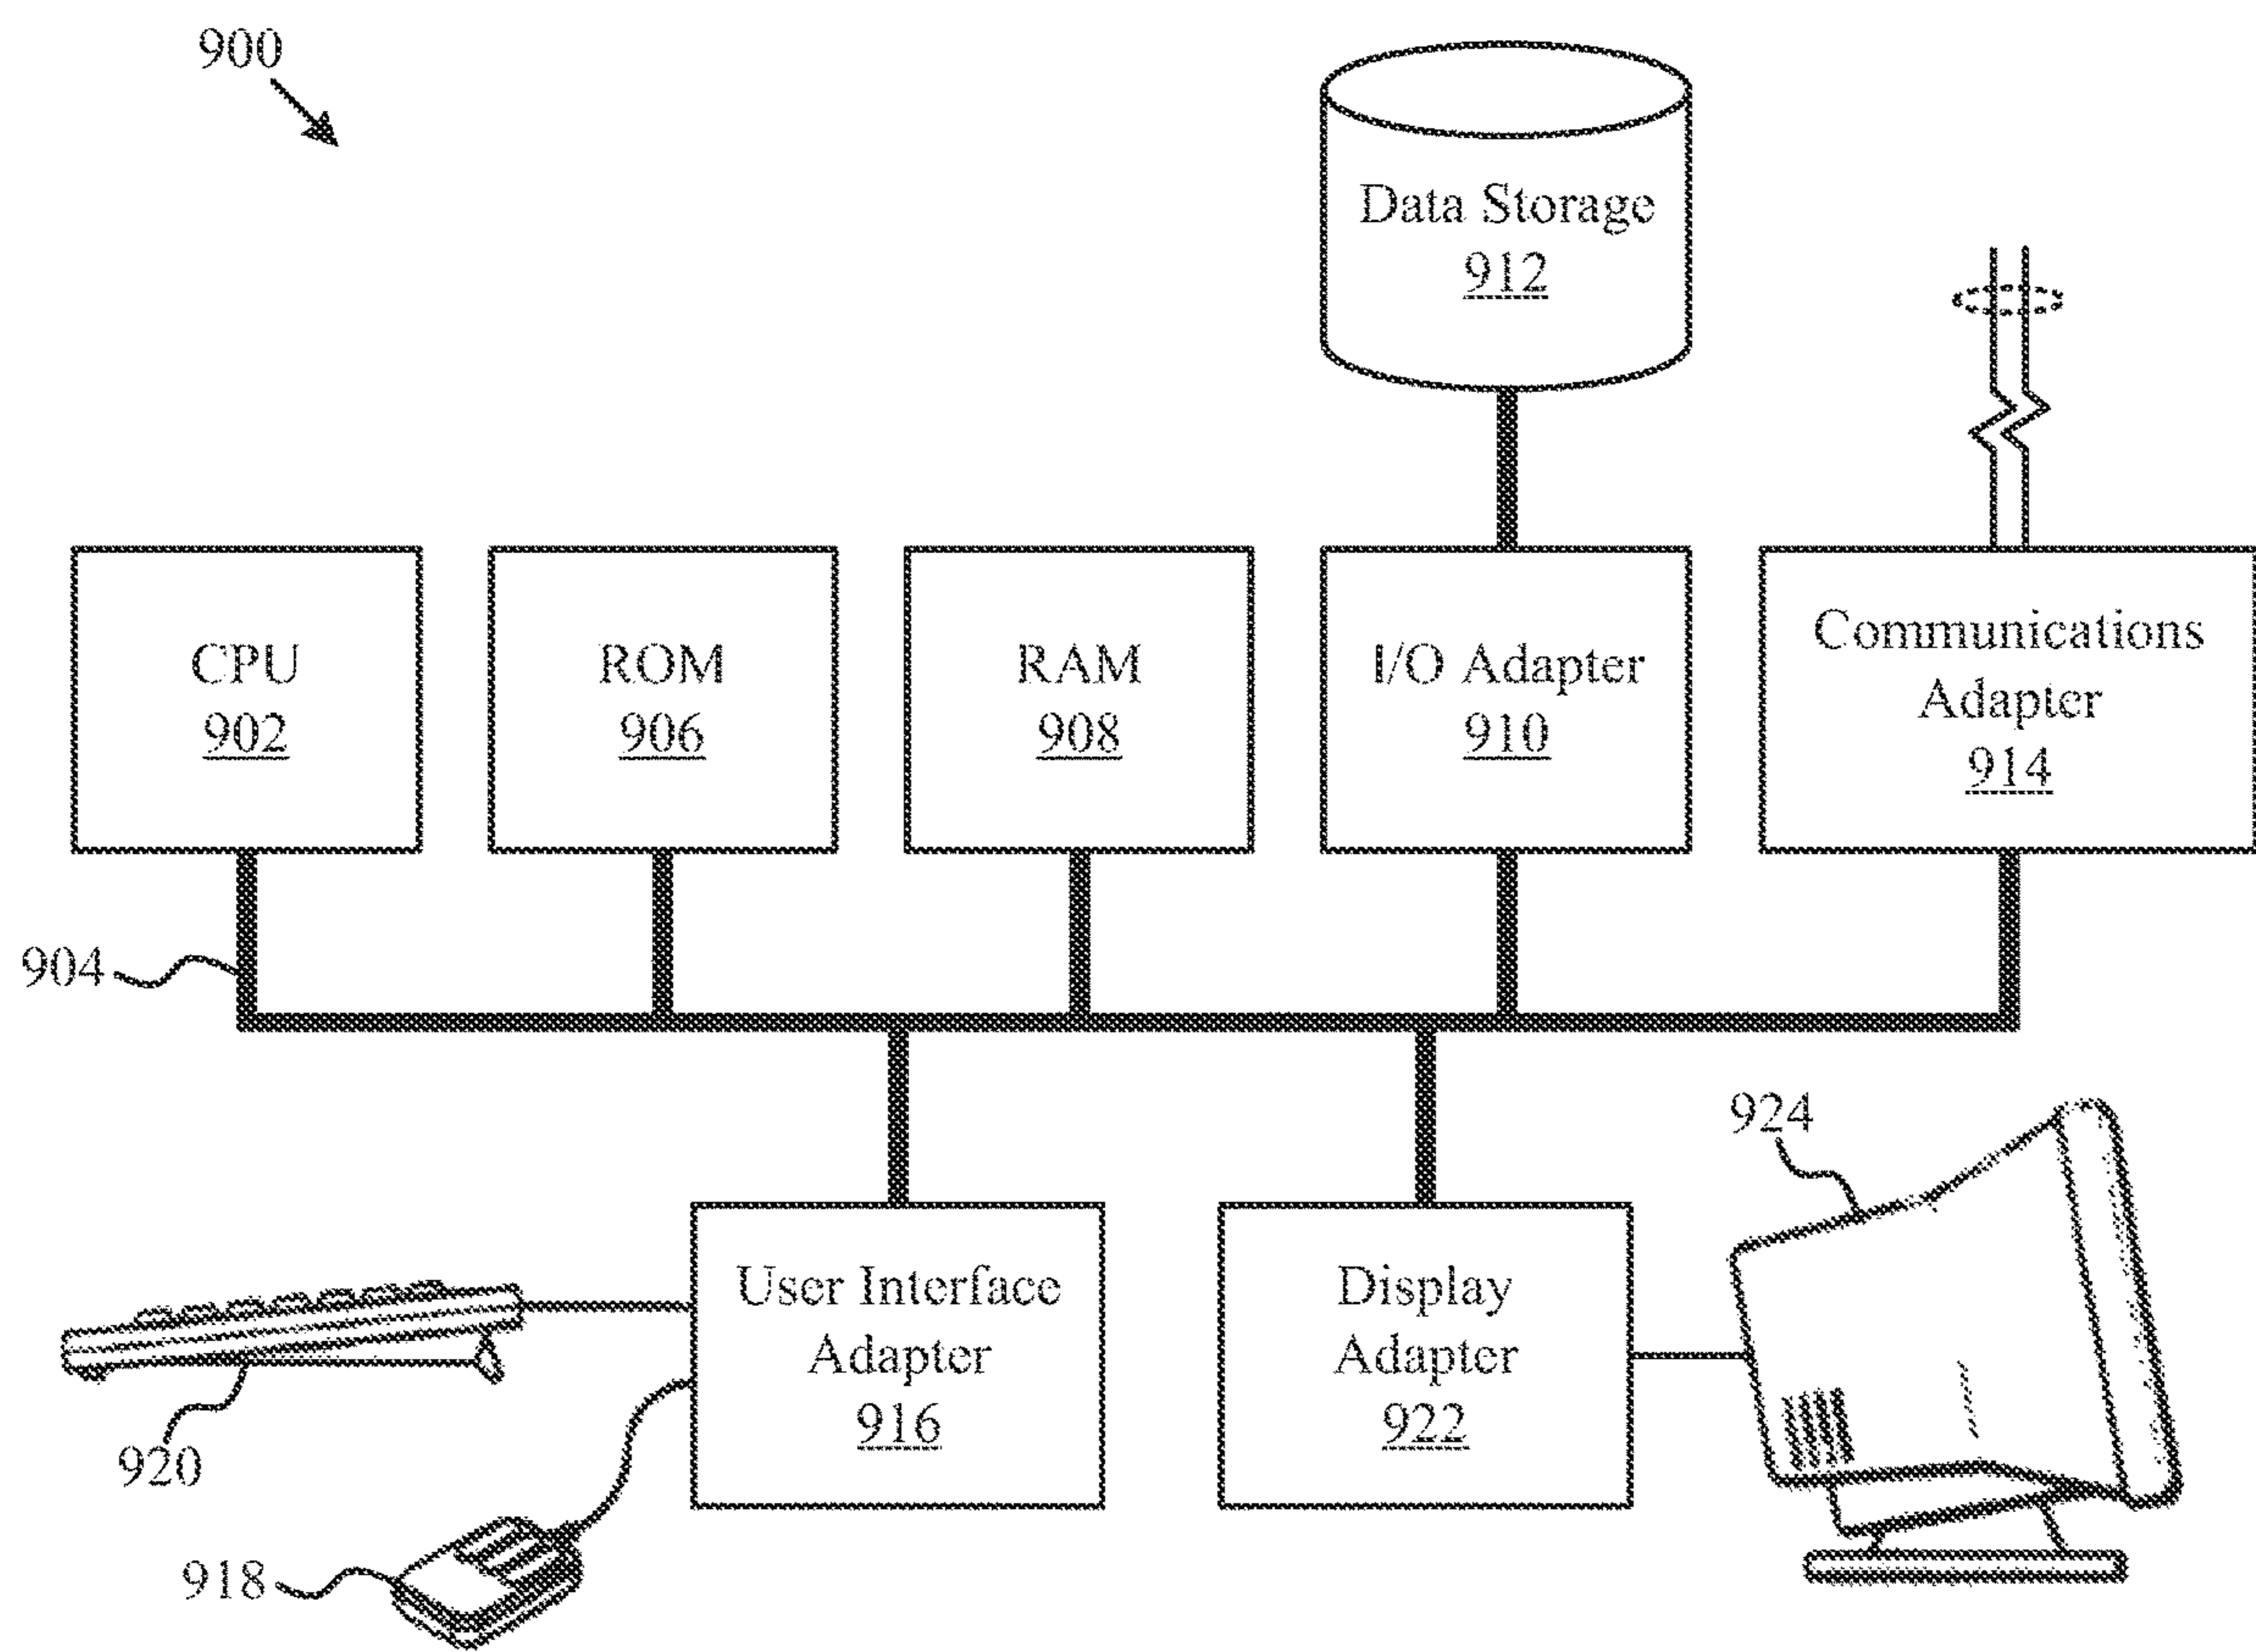 900
Data Storage
912
CPU
902
ROM
906
RAM
908
I/O Adapter
910
Communications
Adapter
914
904
924
User Interface
Adapter
916
Display
Adapter
922
920
918